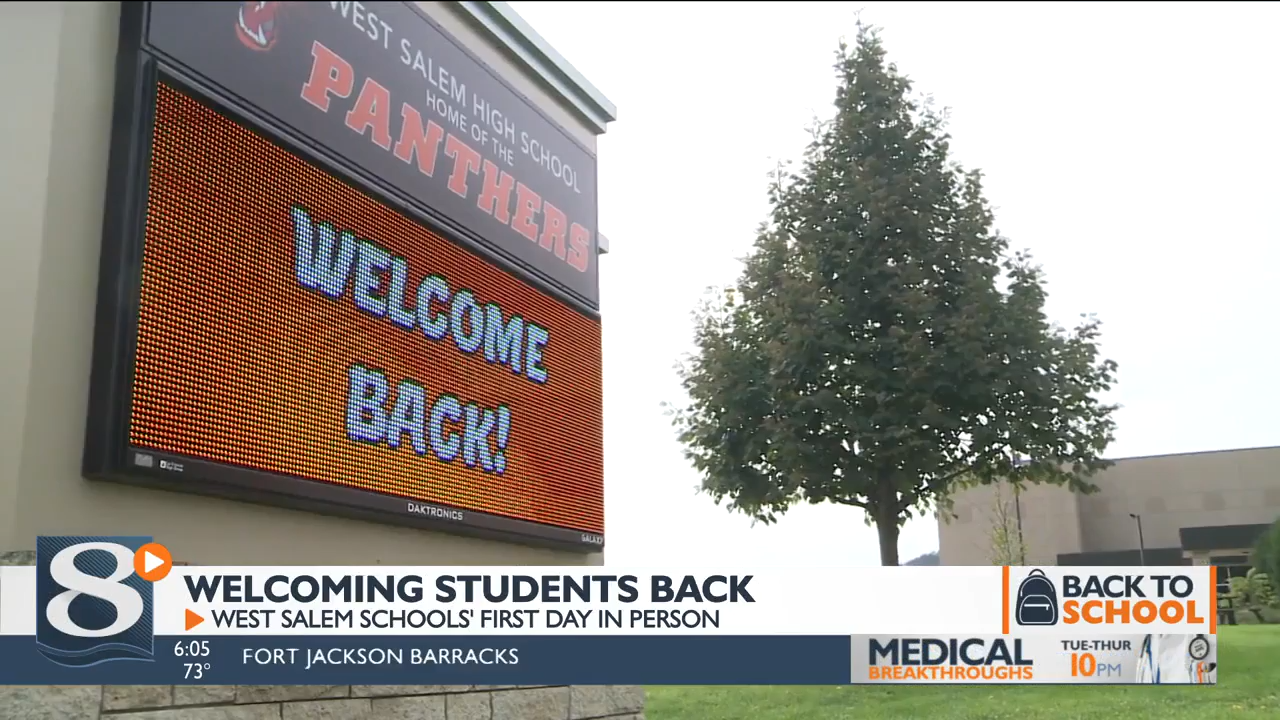 WEST SALEM HIGH SCHOOL
HOME OF THE
PANTHERS
WELCOME
BACK!
DAKTRONICS
GALAXY
8
WELCOMING STUDENTS BACK
WEST SALEM SCHOOLS' FIRST DAY IN PERSON
BACK TO
SCHOOL
6:05
73°
FORT JACKSON BARRACKS
MEDICAL
BREAKTHROUGHS
TUE-THUR
10PM